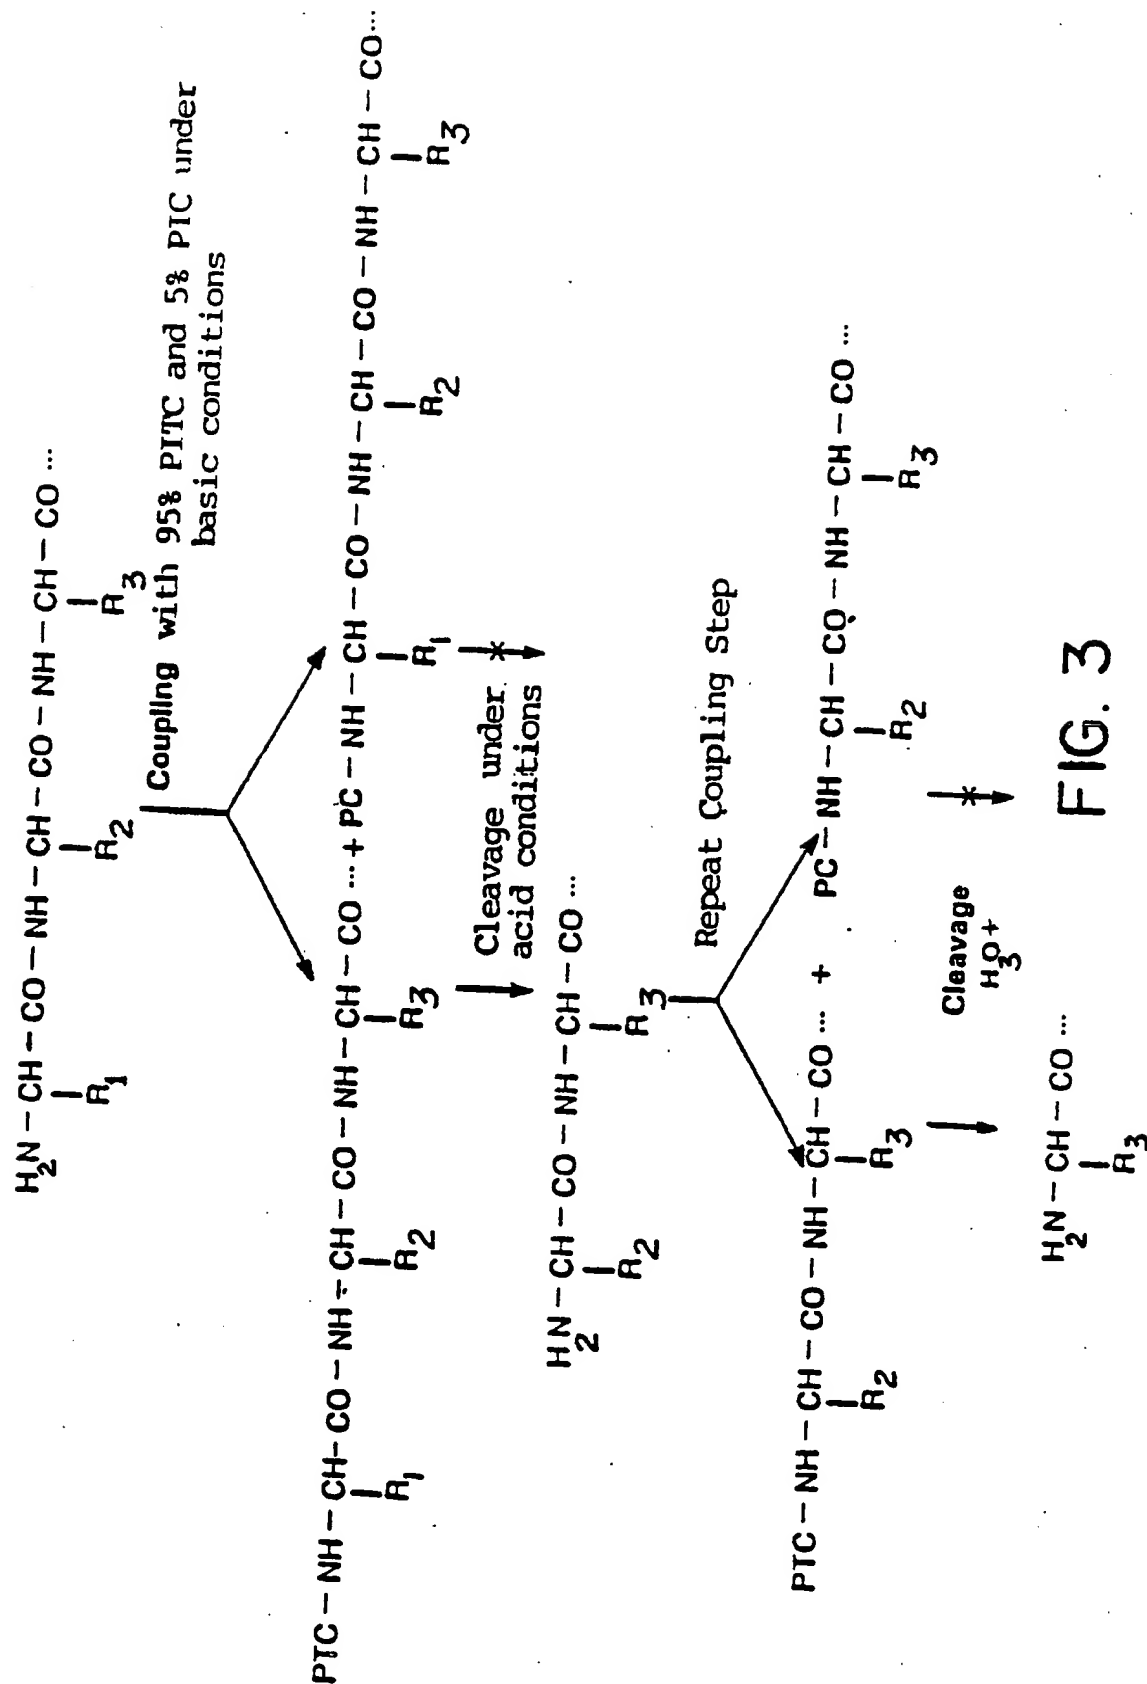 H₂N — CH — CO — NH — CH — CO — NH — CH — CO ...
R₁ R₂ R₃
Coupling with 95% PITC and 5% PIC under
basic conditions
PTC — NH — CH — CO — NH — CH — CO — NH — CH — CO ... + PC — NH — CH — CO — NH — CH — CO — NH — CH — CO ...
R₁ R₂ R₃ R₁ R₂ R₃
Cleavage under
acid conditions
H₂N — CH — CO — NH — CH — CO ...
R₂ R₃
Repeat Coupling Step
PTC — NH — CH — CO — NH — CH — CO ... + PC — NH — CH — CO — NH — CH — CO ...
R₂ R₃ R₂ R₃
Cleavage
H₃O+
H₂N — CH — CO ...
R₃
FIG. 3